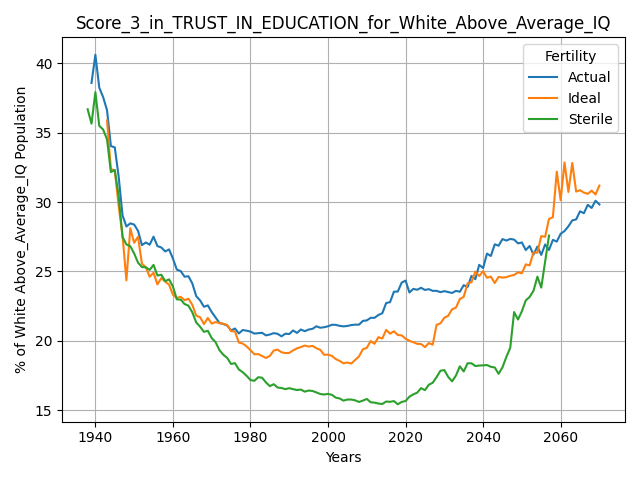 Score_3_in_TRUST_IN_EDUCATION_for_White_Above_Average_IQ
% of White Above_Average_IQ Population
40
35
30
25
20
15
Fertility
Actual
Ideal
Sterile
1940 1960 1980 2000 2020 2040 2060
Years